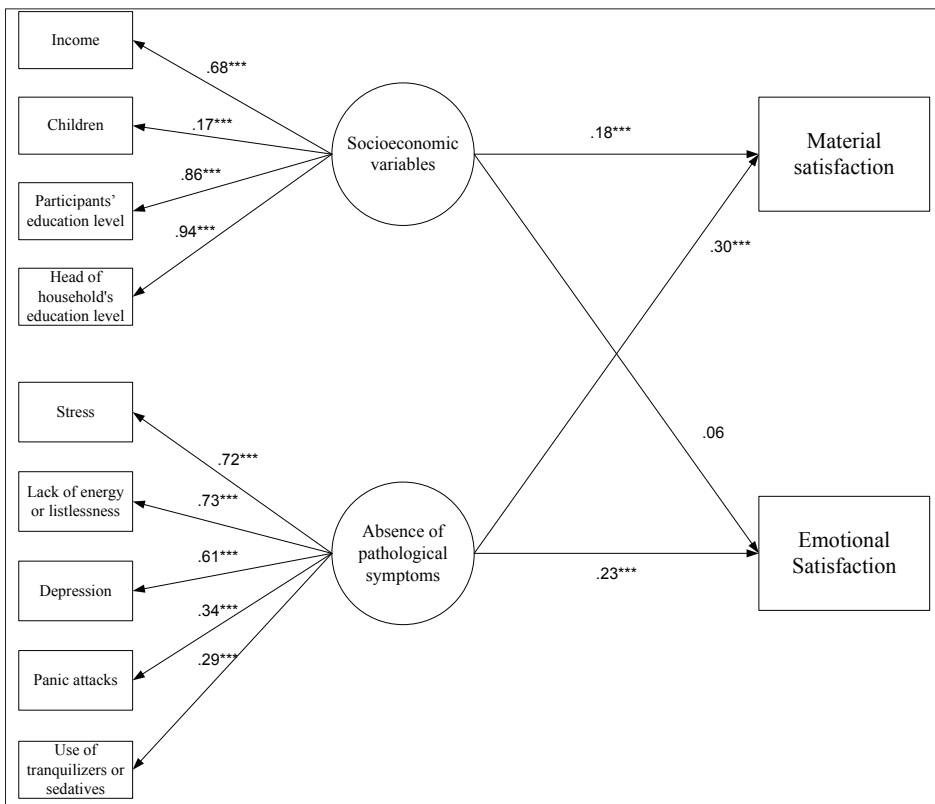 Income
.68***
Children
.17***
Participants'
education level
.86***
Head of
household's
education level
.94***
Socioeconomic
variables
.18***
Material
satisfaction
.30***
.06
Stress
.72***
Lack of energy
or listlessness
.73***
Depression
.61***
Panic attacks
.34***
Use of
tranquilizers or
sedatives
.29***
Absence of
pathological
symptoms
.23***
Emotional
Satisfaction